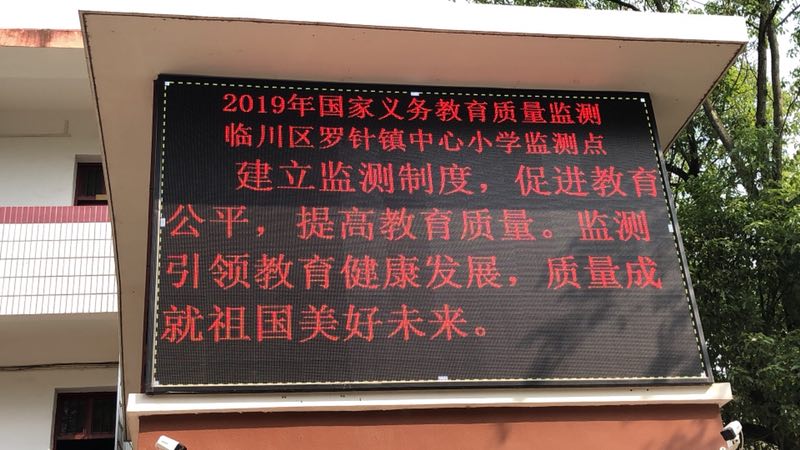 2019年国家义务教育质量监测
临川区罗针镇中心小学监测点
建立监测制度，促进教育
公平，提高教育质量。监测
引领教育健康发展，质量成
就祖国美好未来。